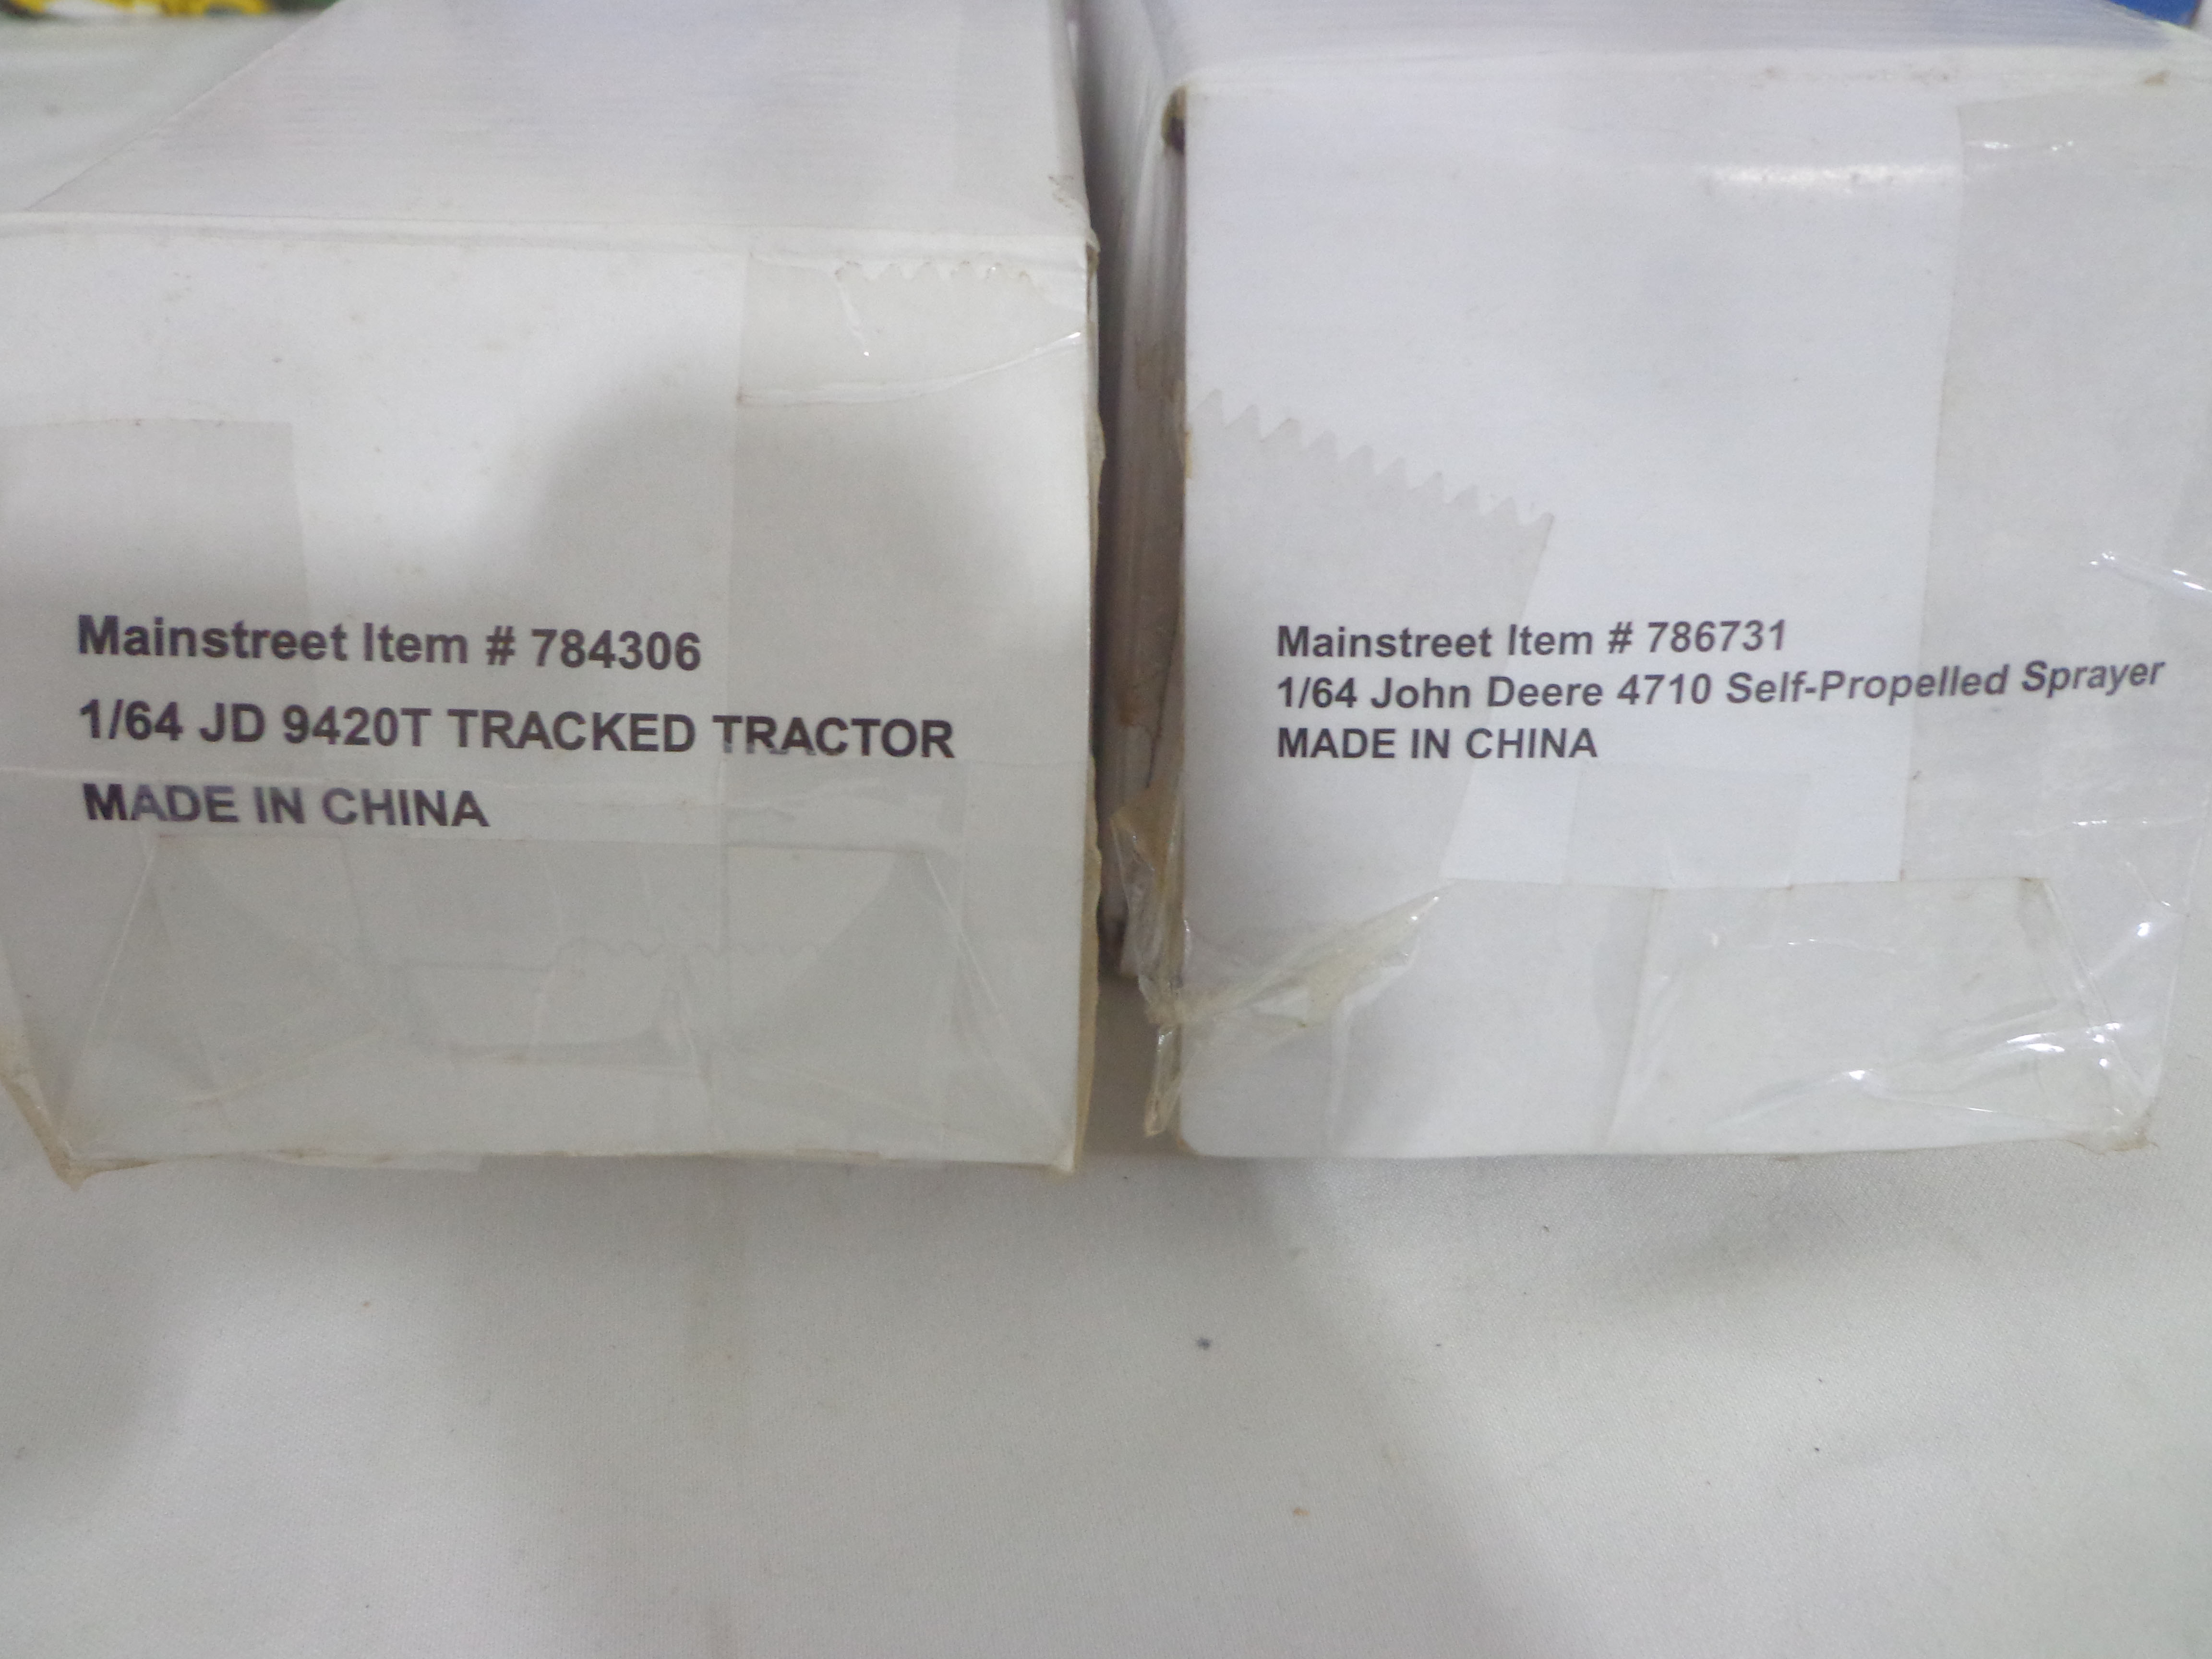 Mainstreet Item # 784306
1/64 JD 9420T TRACKED TRACTOR
MADE IN CHINA
Mainstreet Item # 786731
1/64 John Deere 4710 Self-Propelled Sprayer
MADE IN CHINA